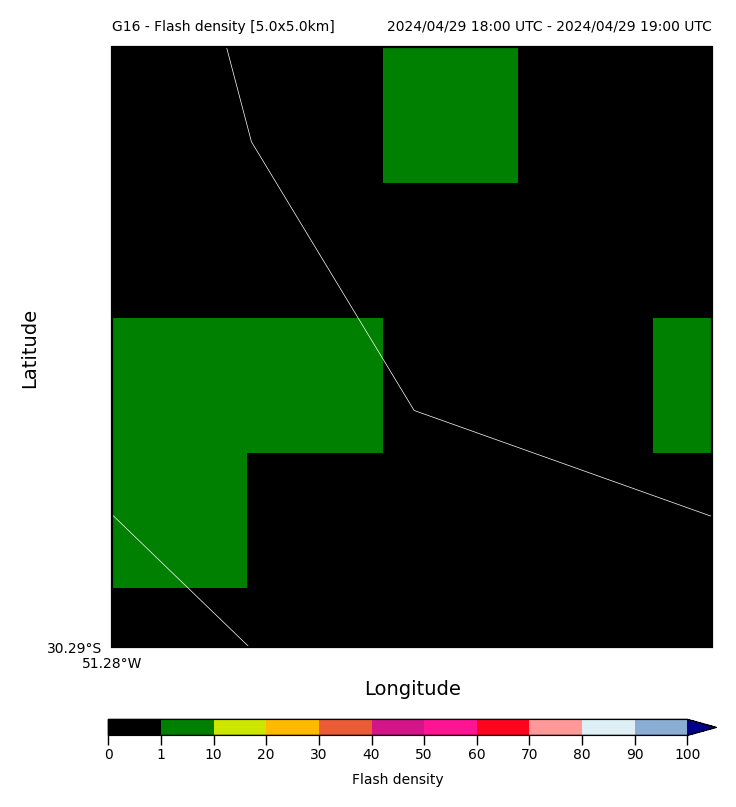 G16 - Flash density [5.0x5.0km] 2024/04/29 18:00 UTC - 2024/04/29 19:00 UTC
Latitude
30.29°S
51.28°W
Longitude
0 1 10 20 30 40 50 60 70 80 90 100
Flash density